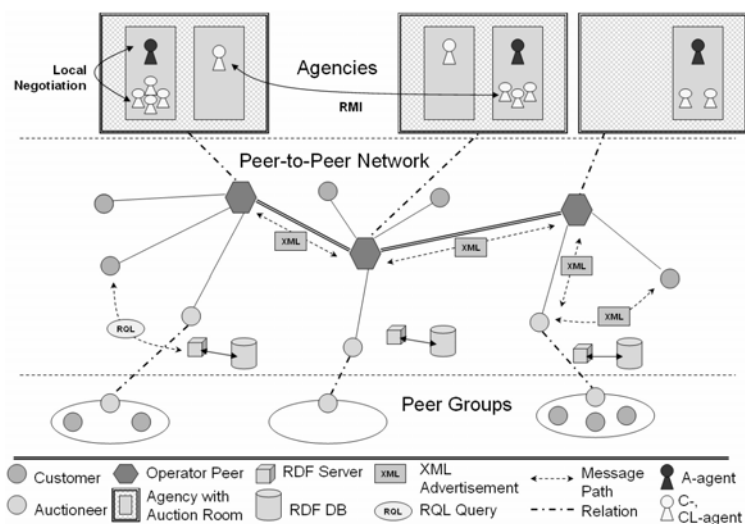 Local
Negotiation
Agencies
RMI
Peer-to-Peer Network
XML
XML
XML
XML
RQL
Peer Groups
Customer
Operator Peer
RDF Server
XML
XML
Advertisement
Message
Path
A-agent
Auctioneer
Agency with
Auction Room
RDF DB
RQL
RQL Query
Relation
C-,
CL-agent